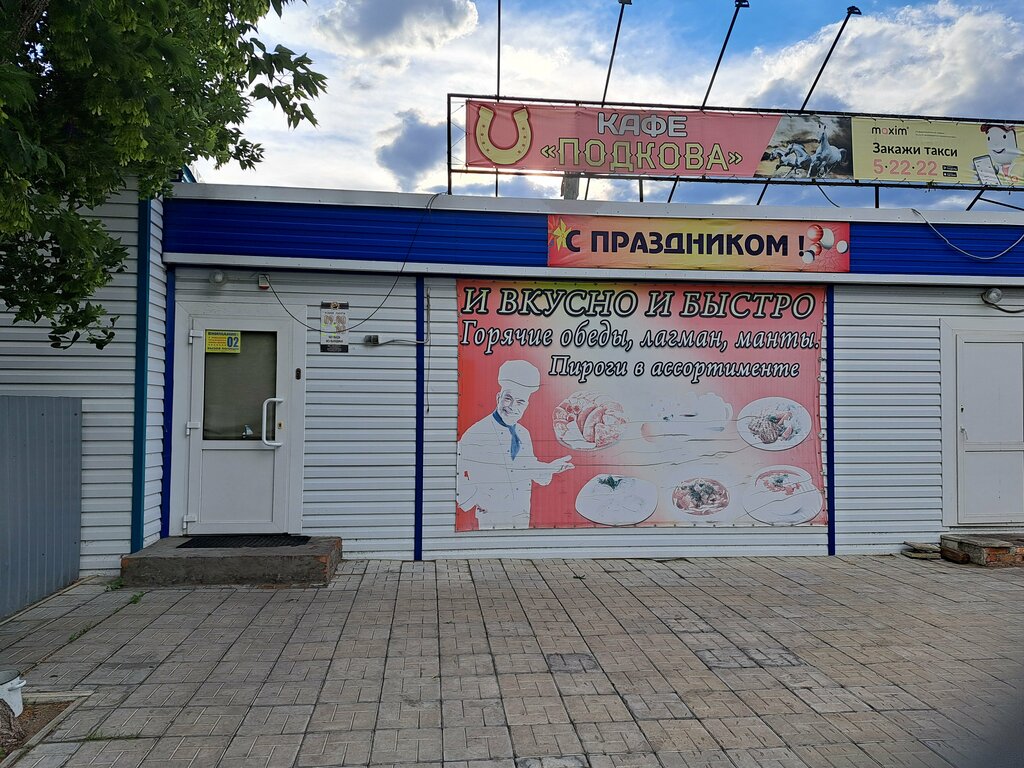 КАФЕ
«ПОДКОВА»
maxim
Закажи такси
5-22-22
С ПРАЗДНИКОМ !
И ВКУСНО И БЫСТРО
Горячие обеды, лагман, манты.
Пироги в ассортименте
02